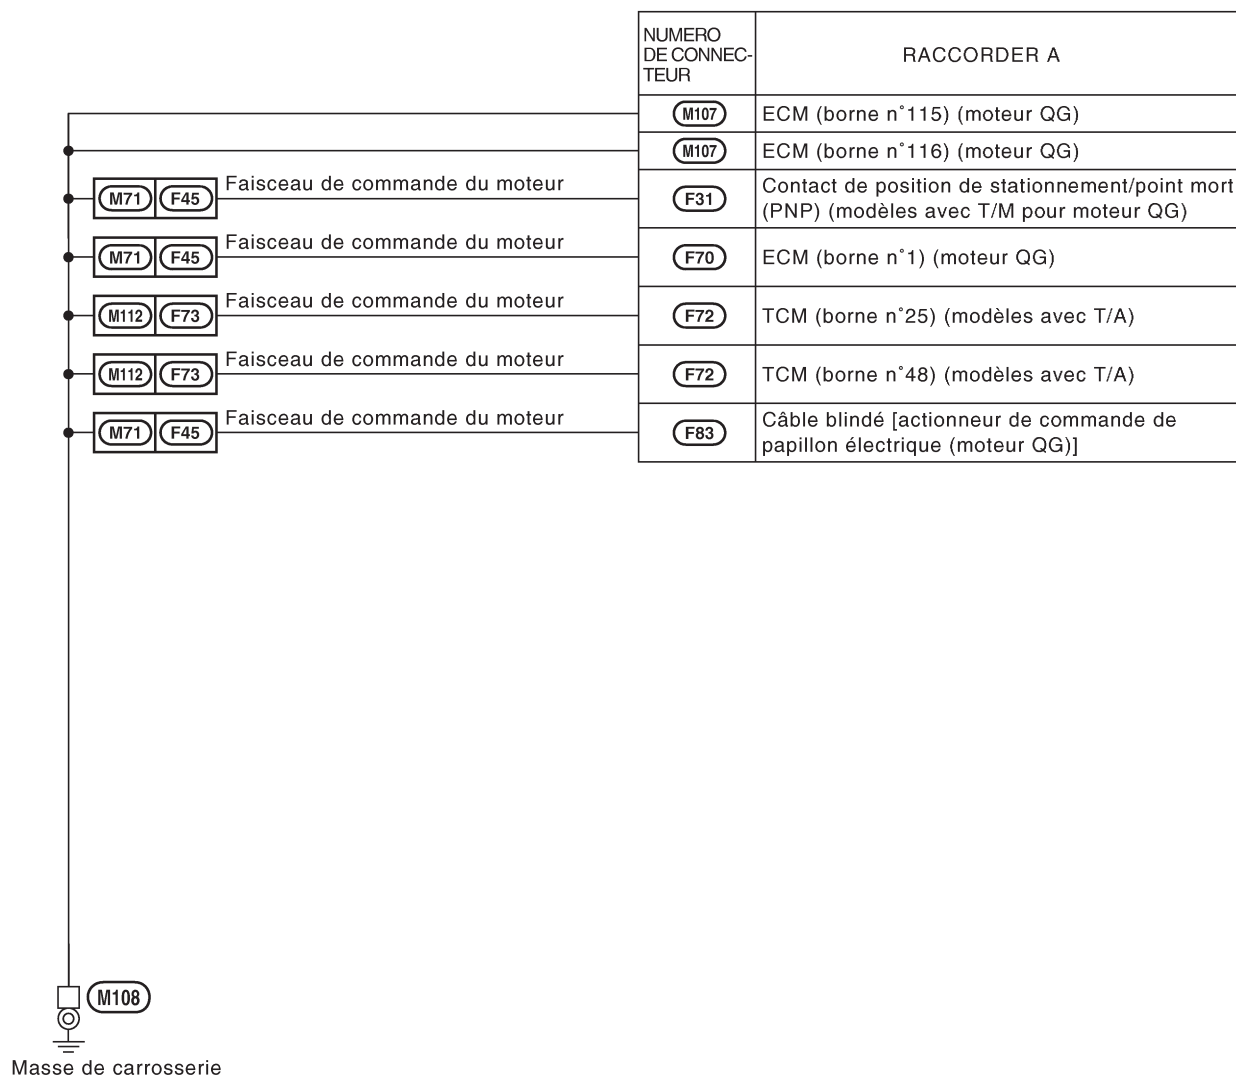 NUMERO
DE CONNEC-
TEUR
RACCORDER A
M107
ECM (borne n°115) (moteur QG)
M107
ECM (borne n°116) (moteur QG)
M71 F45 Faisceau de commande du moteur
F31
Contact de position de stationnement/point mort
(PNP) (modèles avec T/M pour moteur QG)
M71 F45 Faisceau de commande du moteur
F70
ECM (borne n°1) (moteur QG)
M112 F73 Faisceau de commande du moteur
F72
TCM (borne n°25) (modèles avec T/A)
M112 F73 Faisceau de commande du moteur
F72
TCM (borne n°48) (modèles avec T/A)
M71 F45 Faisceau de commande du moteur
F83
Câble blindé [actionneur de commande de
papillon électrique (moteur QG)]
M108
Masse de carrosserie